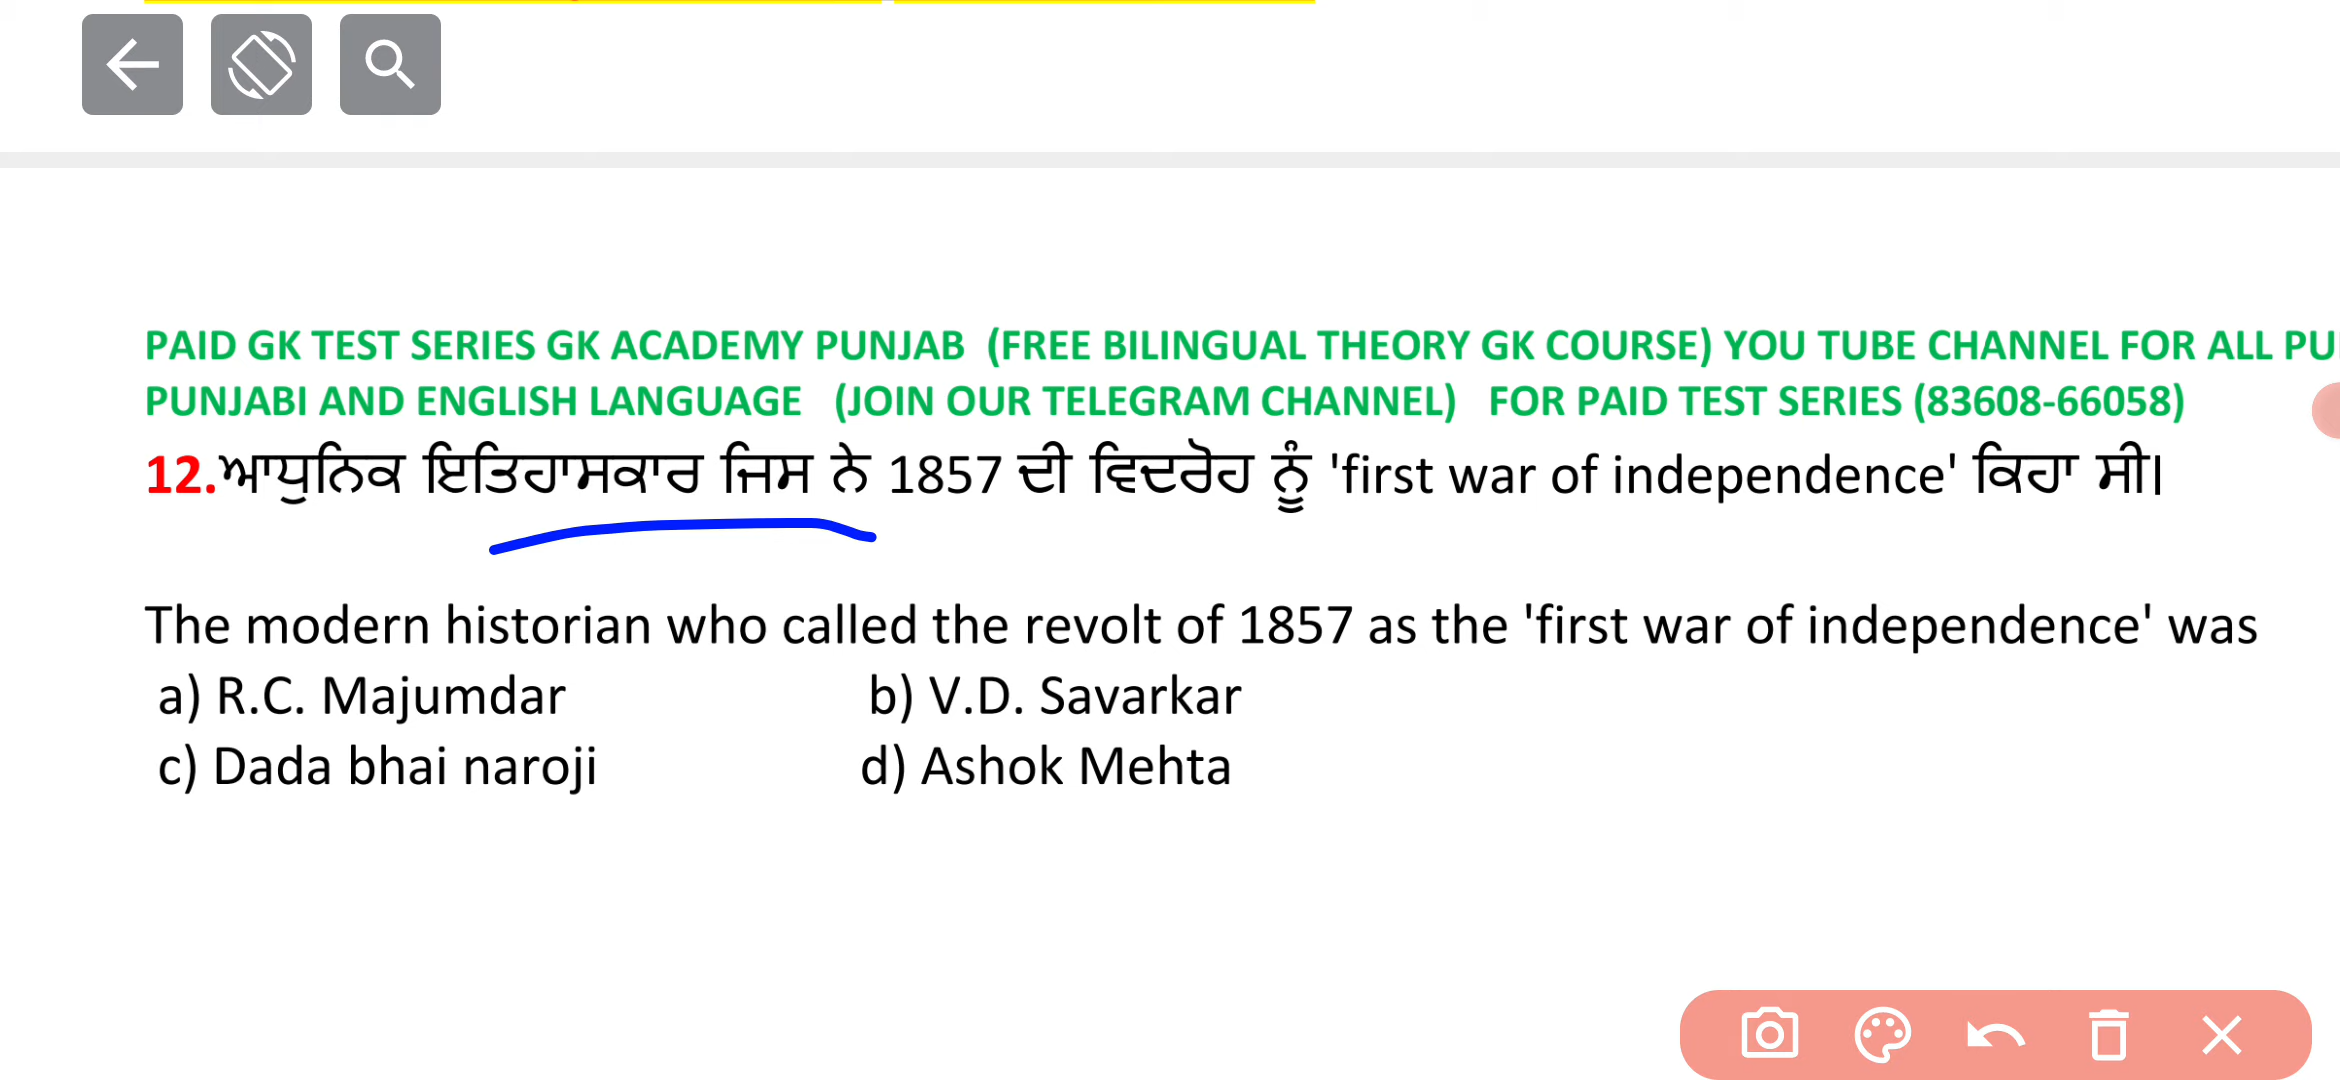 PAID GK TEST SERIES GK ACADEMY PUNJAB (FREE BILINGUAL THEORY GK COURSE) YOU TUBE CHANNEL FOR ALL PU
PUNJABI AND ENGLISH LANGUAGE (JOIN OUR TELEGRAM CHANNEL) FOR PAID TEST SERIES (83608-66058)
12.ਆਧੁਨਿਕ ਇਤਿਹਾਸਕਾਰ ਜਿਸ ਨੇ 1857 ਦੀ ਵਿਦਰੋਹ ਨੂੰ 'first war of independence' ਕਿਹਾ ਸੀ।
The modern historian who called the revolt of 1857 as the 'first war of independence' was
a) R.C. Majumdar b) V.D. Savarkar
c) Dada bhai naroji d) Ashok Mehta